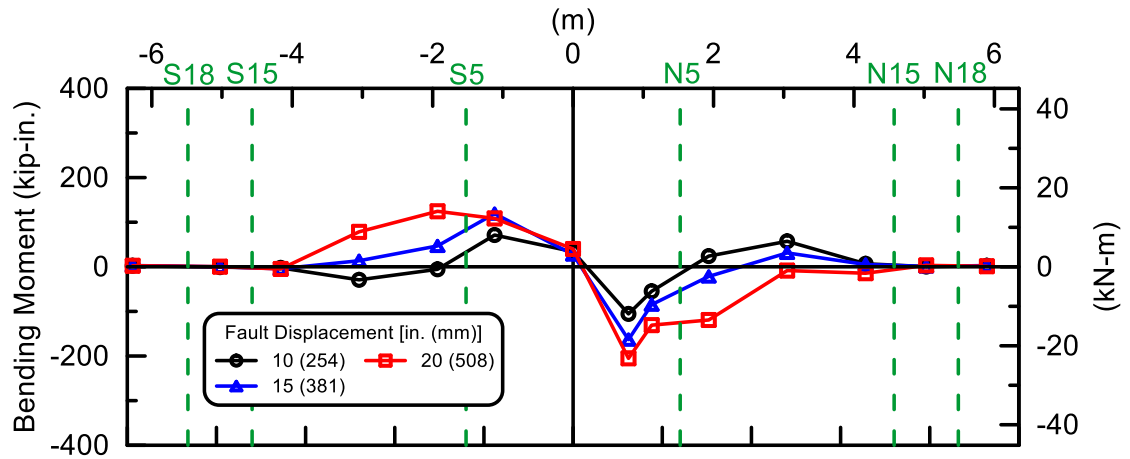 (m)
-6 -4 -2 0 2 4 6
S18 S15 S5 N5 N15 N18
400
200
0
-200
-400
Bending Moment (kip-in.)
40
20
0
-20
-40
(kN-m)
Fault Displacement [in. (mm)]
10 (254) 20 (508)
15 (381)